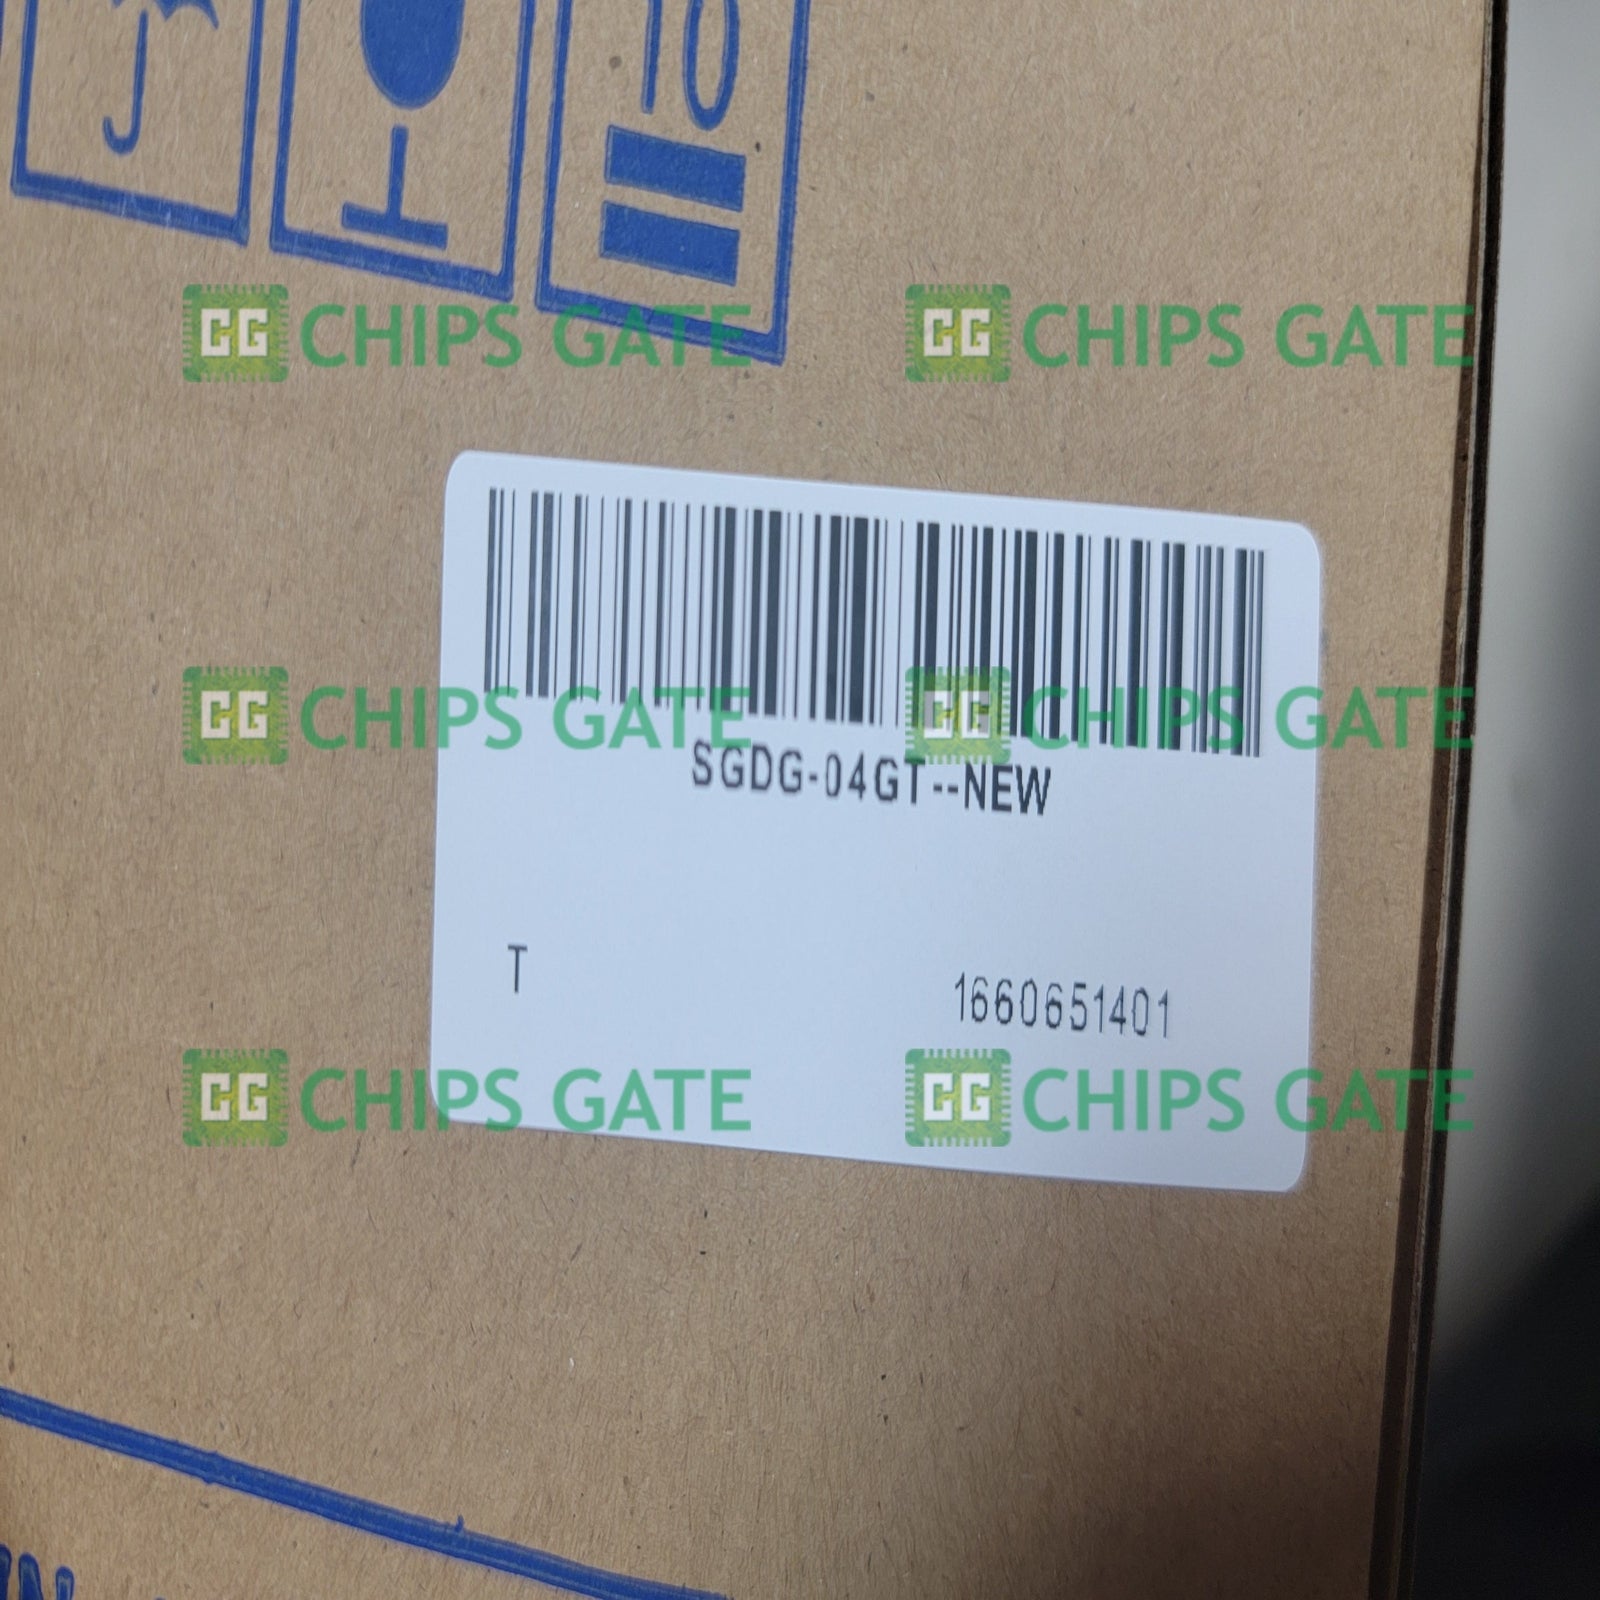 10
CG CHIPS GATE
CG CHIPS GATE
CG CHIPS GATE
CG CHIPS GATE
SGDG-04GT--NEW
T
1660651401
CG CHIPS GATE
CG CHIPS GATE